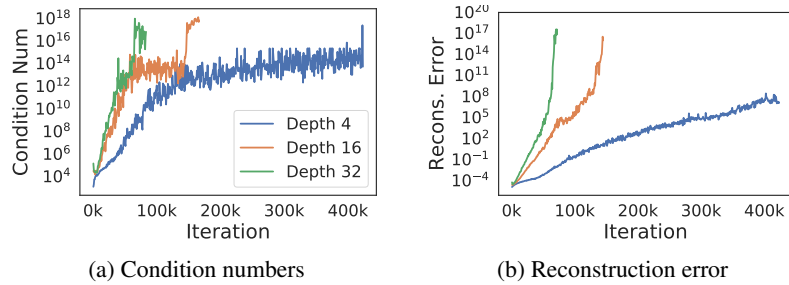 Condition Num
10^18
10^16
10^14
10^12
10^10
10^8
10^6
10^4
Depth 4
Depth 16
Depth 32
0k
100k
200k
300k
400k
Iteration
(a) Condition numbers
Recons. Error
10^20
10^17
10^14
10^11
10^8
10^5
10^2
10^-1
10^-4
0k
100k
200k
300k
400k
Iteration
(b) Reconstruction error